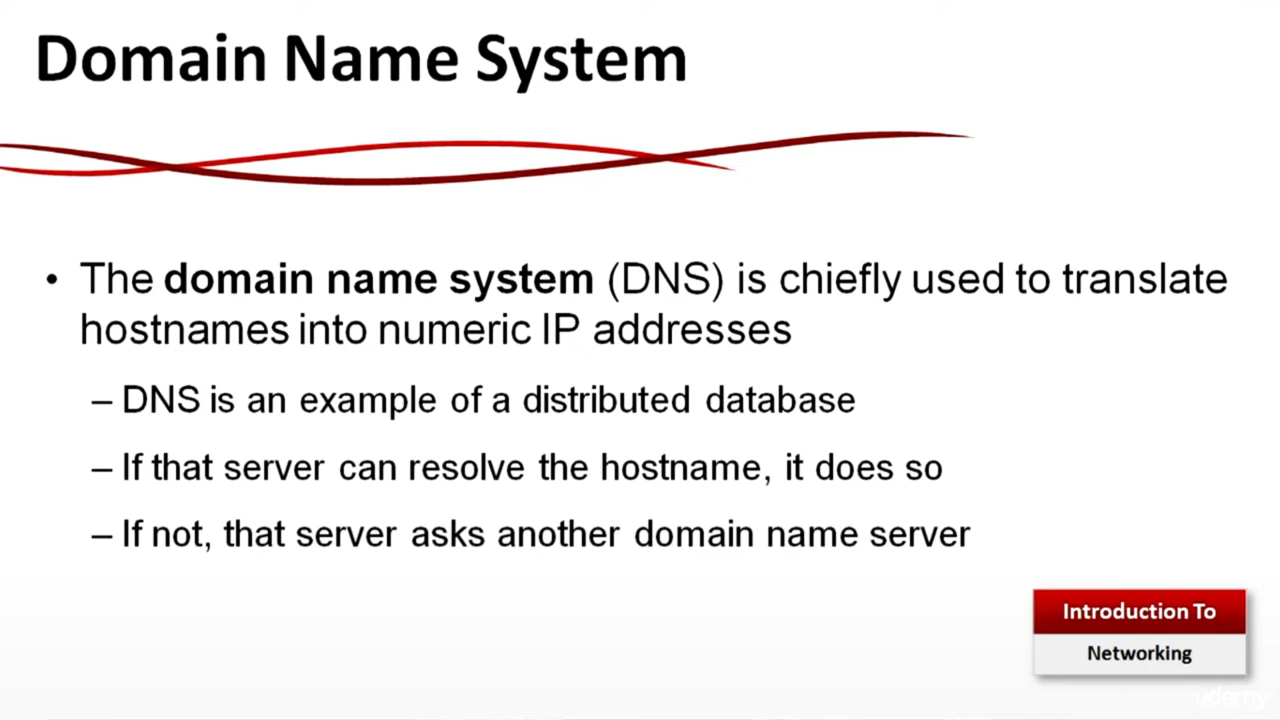 Domain Name System
• The domain name system (DNS) is chiefly used to translate
hostnames into numeric IP addresses
– DNS is an example of a distributed database
– If that server can resolve the hostname, it does so
– If not, that server asks another domain name server
Introduction To
Networking
udemy